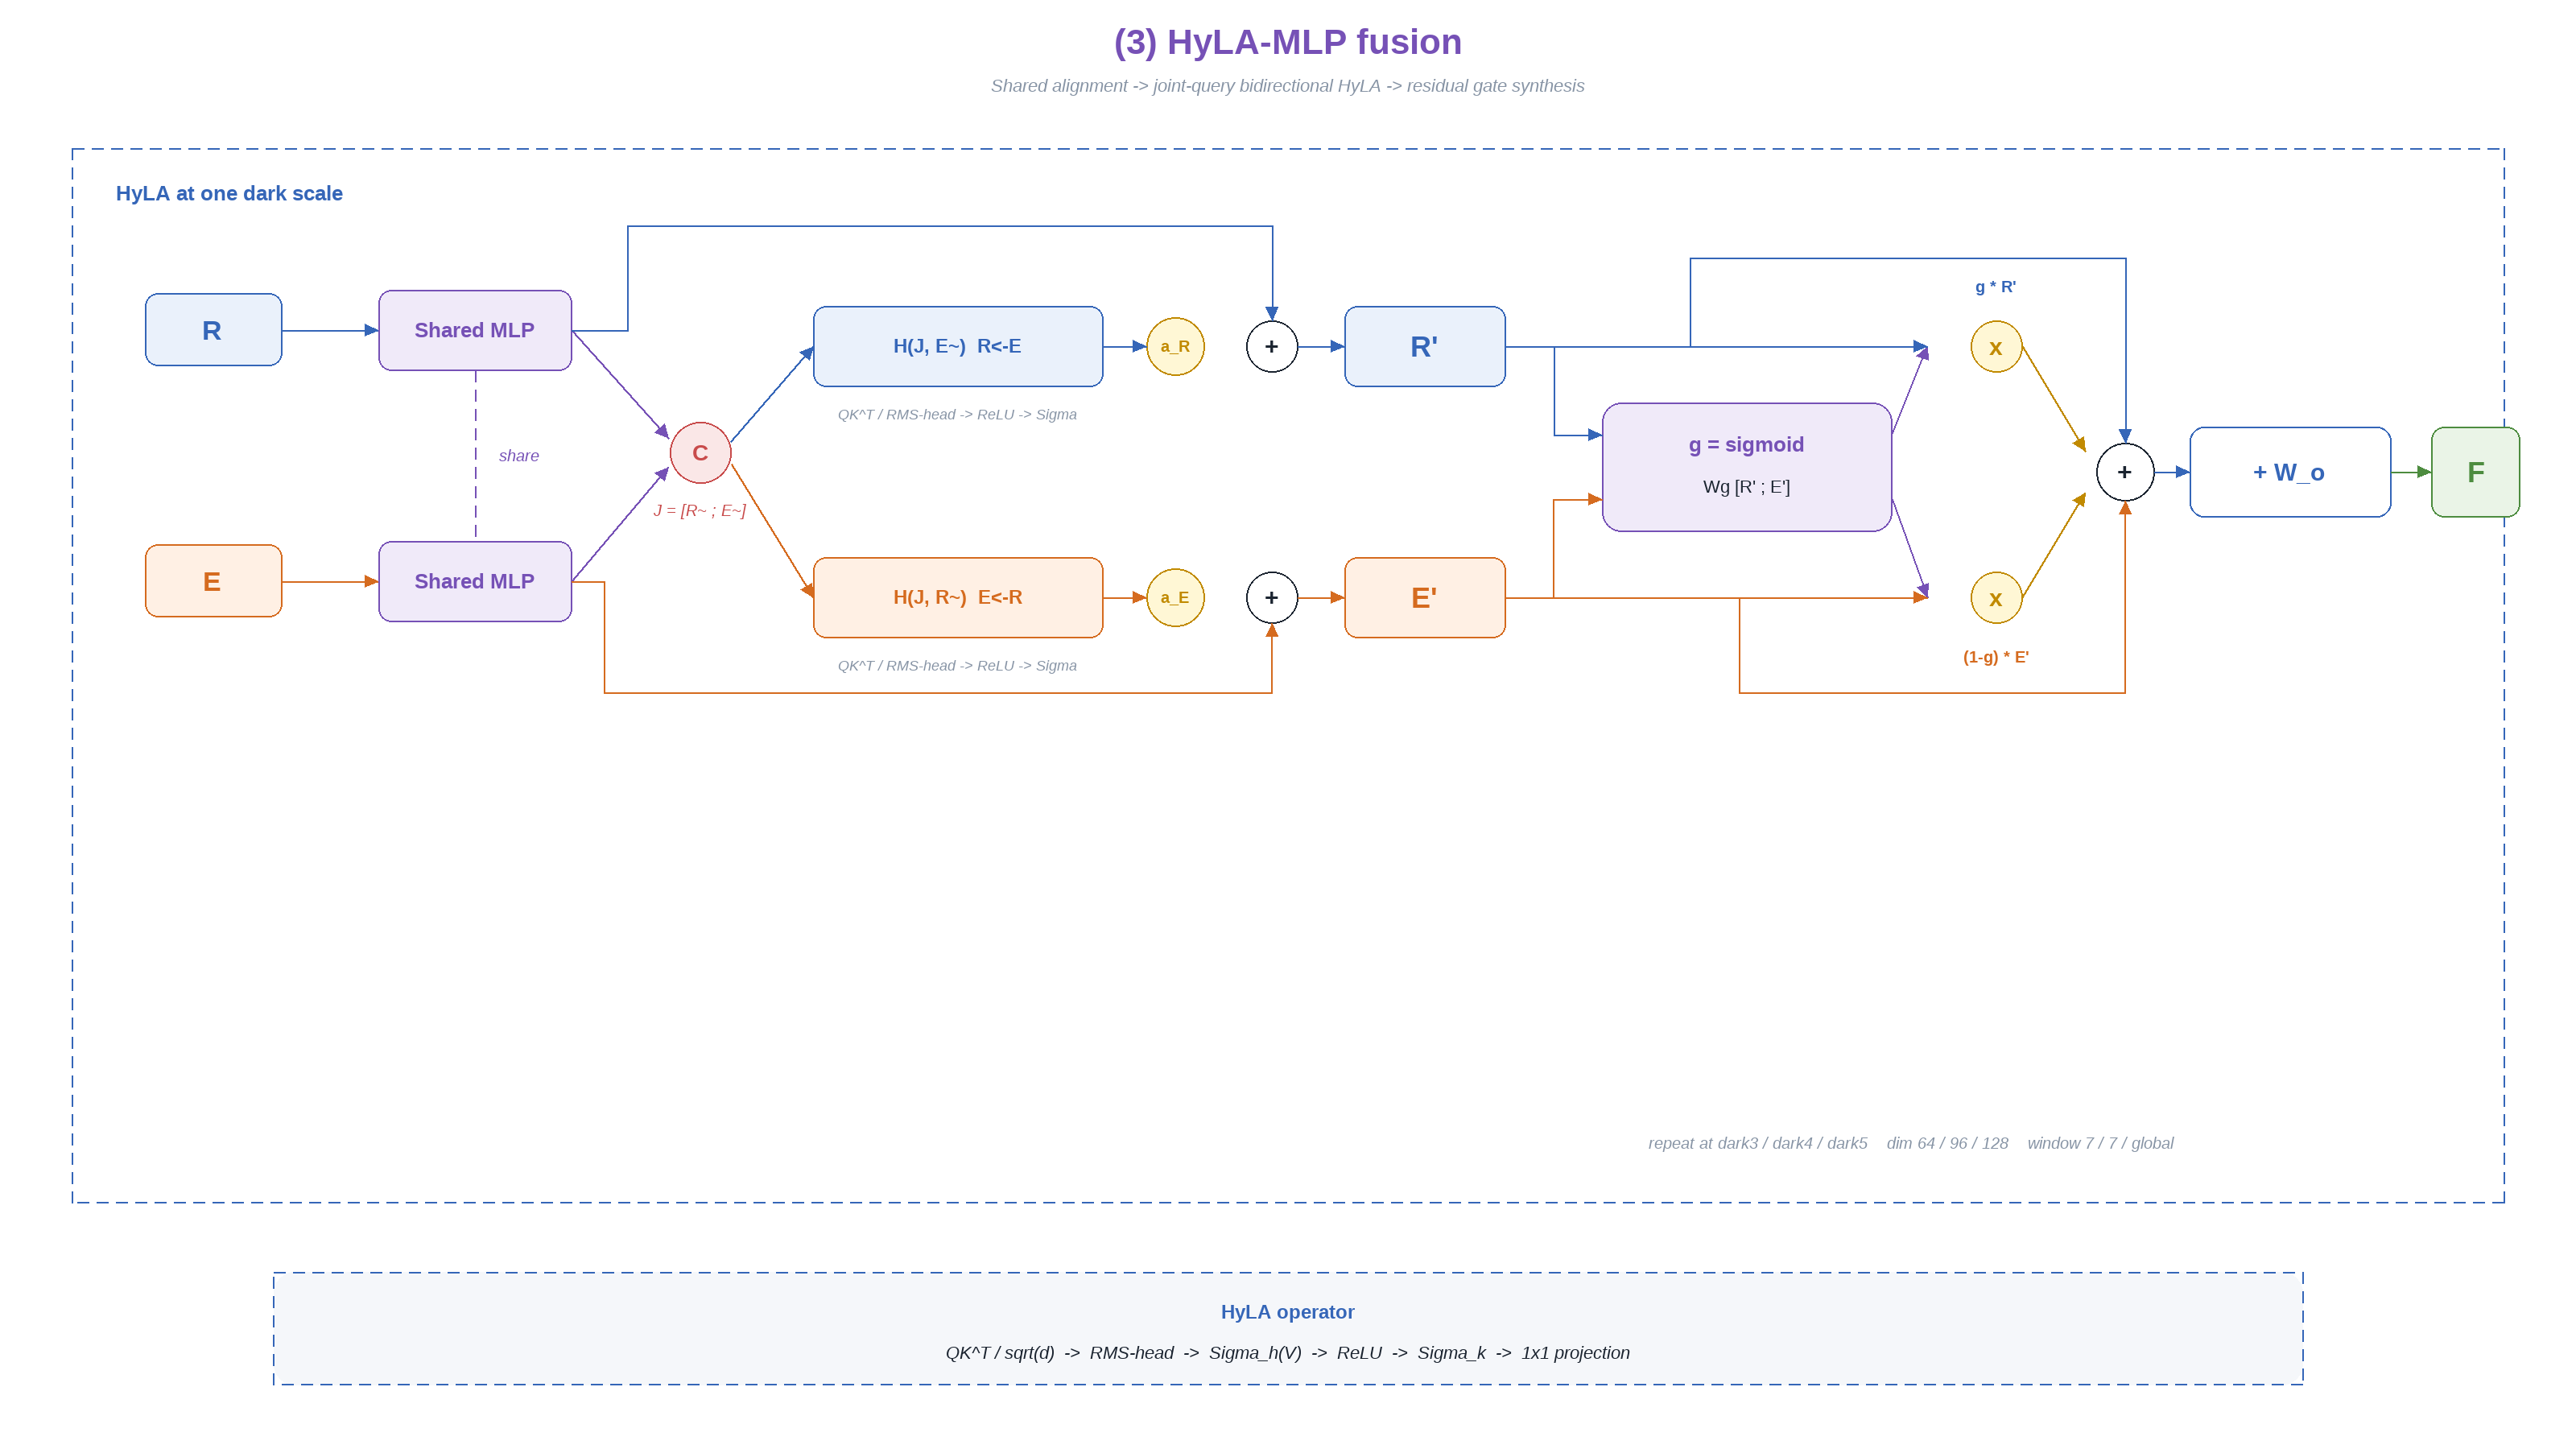 (3) HyLA-MLP fusion
Shared alignment -> joint-query bidirectional HyLA -> residual gate synthesis
HyLA at one dark scale
R
Shared MLP
H(J, E~)  R<-E
a_R
+
R'
g * R'
x
QK^T / RMS-head -> ReLU -> Sigma
share
C
J = [R~ ; E~]
g = sigmoid
Wg [R' ; E']
+
+ W_o
F
E
Shared MLP
H(J, R~)  E<-R
a_E
+
E'
x
(1-g) * E'
QK^T / RMS-head -> ReLU -> Sigma
repeat at dark3 / dark4 / dark5    dim 64 / 96 / 128    window 7 / 7 / global
HyLA operator
QK^T / sqrt(d)  ->  RMS-head  ->  Sigma_h(V)  ->  ReLU  ->  Sigma_k  ->  1x1 projection